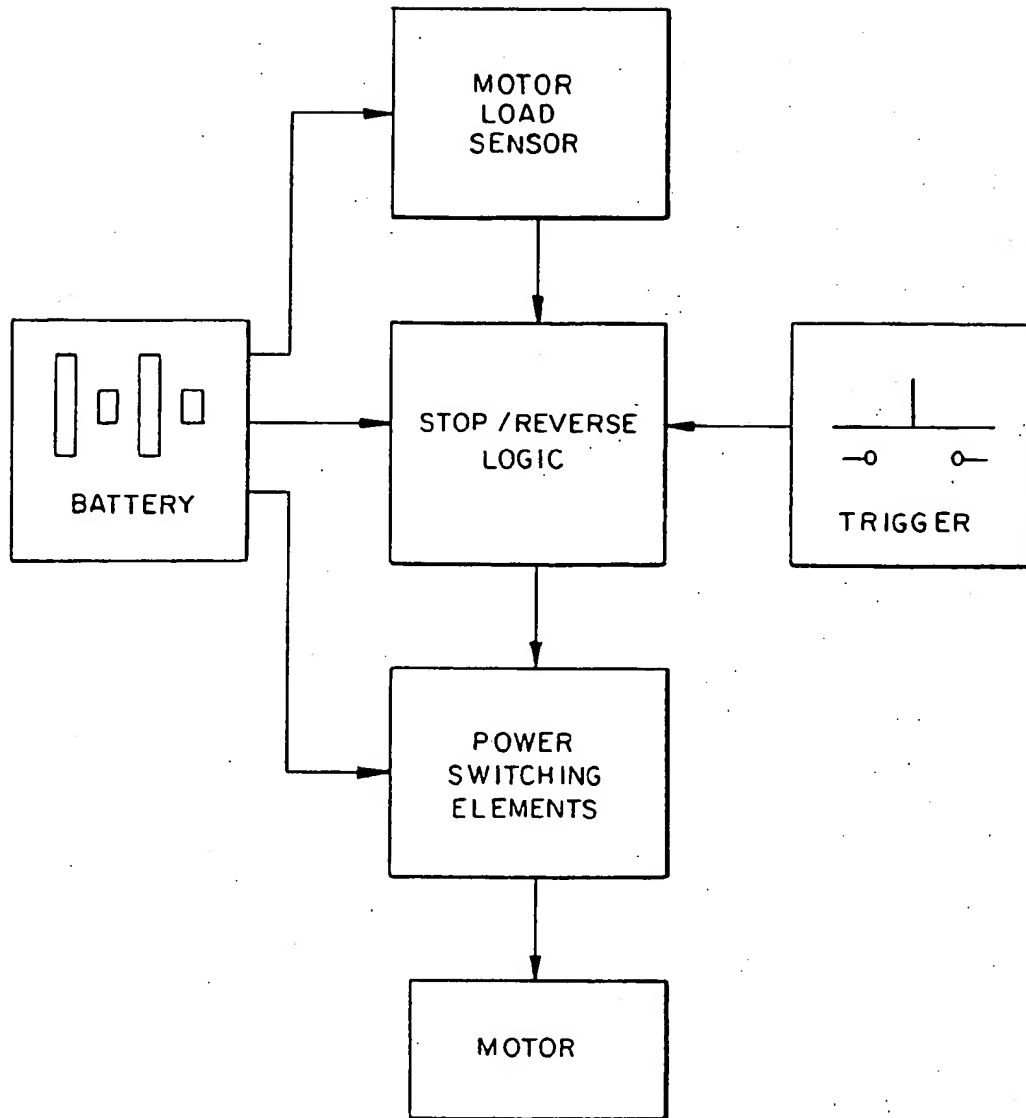 MOTOR
LOAD
SENSOR
BATTERY
STOP / REVERSE
LOGIC
TRIGGER
POWER
SWITCHING
ELEMENTS
MOTOR